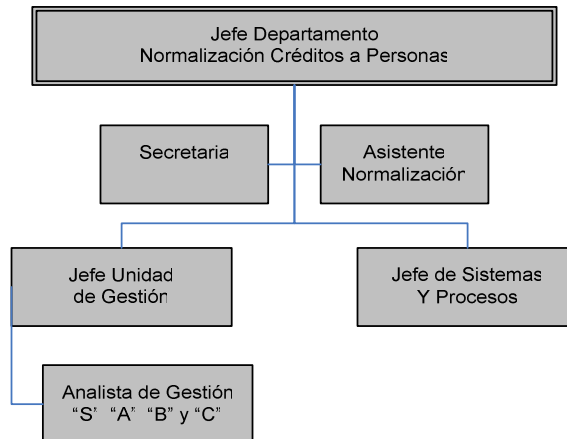 Jefe Departamento
Normalización Créditos a Personas
Secretaria
Asistente
Normalización
Jefe Unidad
de Gestión
Jefe de Sistemas
Y Procesos
Analista de Gestión
“S” “A” “B” y “C”